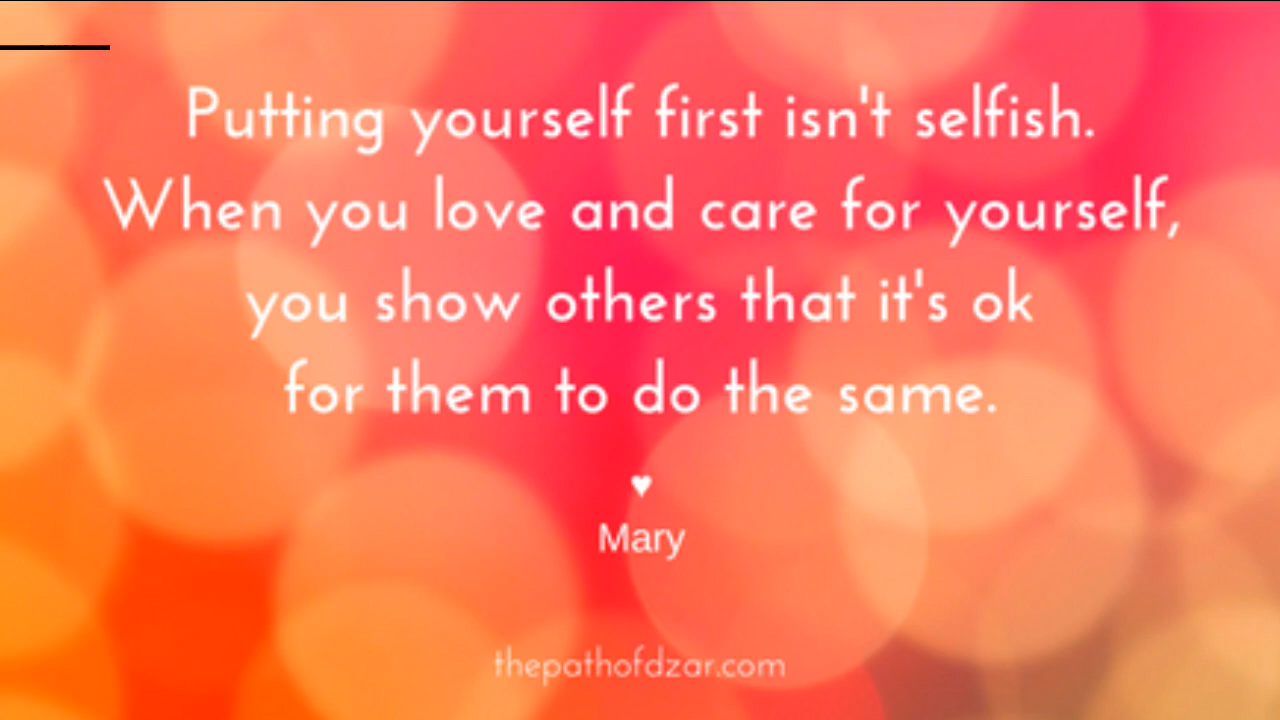 Putting yourself first isn't selfish.
When you love and care for yourself,
you show others that it's ok
for them to do the same.
♥
Mary
thepathofdzar.com